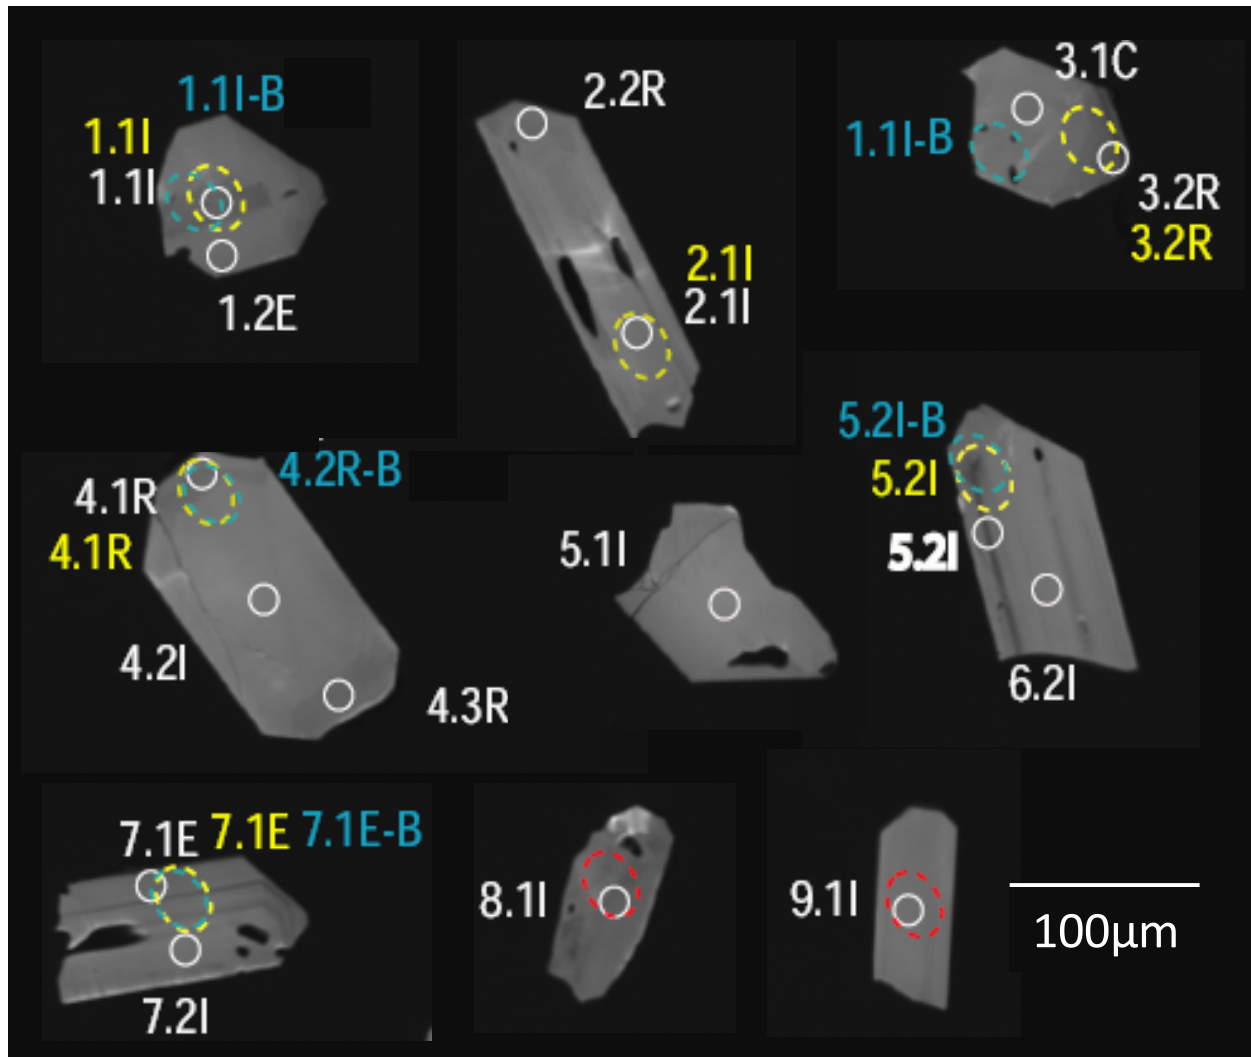 1.1I-B
1.1I
1.1I
1.2E
2.2R
2.1I
2.1I
3.1C
1.1I-B
3.2R
3.2R
4.2R-B
4.1R
4.1R
4.2I
4.3R
5.1I
5.2I-B
5.2I
5.2I
6.2I
7.1E 7.1E 7.1E-B
7.2I
8.1I
9.1I
100µm